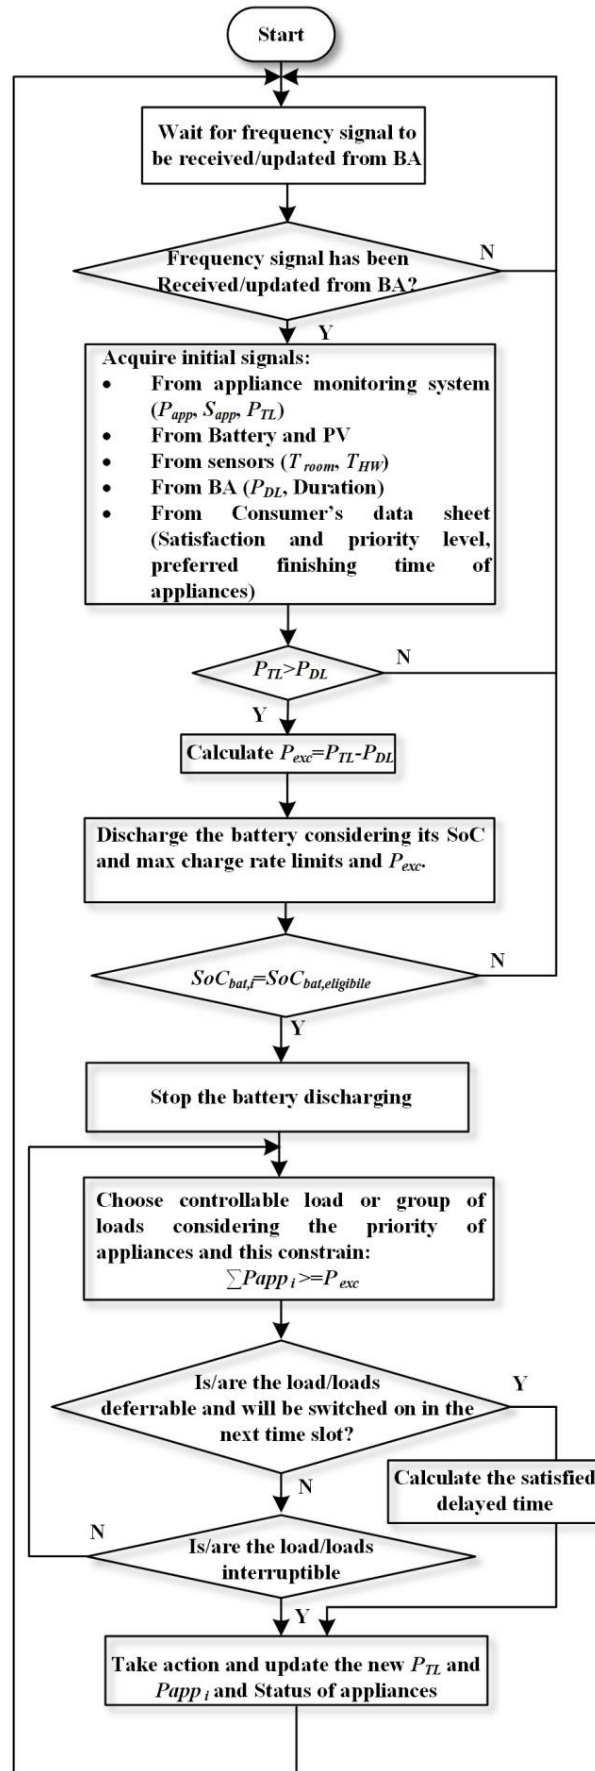 Start
Wait for frequency signal to
be received/updated from BA
Frequency signal has been
Received/updated from BA?
N
Y
Acquire initial signals:
• From appliance monitoring system
(Papp, Sapp, PTL)
• From Battery and PV
• From sensors (T room, THW)
• From BA (PDL, Duration)
• From Consumer's data sheet
(Satisfaction and priority level,
preferred finishing time of
appliances)
PTL>PDL
N
Y
Calculate Pexc=PTL-PDL
Discharge the battery considering its SoC
and max charge rate limits and Pexc.
SoCbat,i=SoCbat,eligibile
N
Y
Stop the battery discharging
Choose controllable load or group of
loads considering the priority of
appliances and this constrain:
∑Papp i >=P exc
Is/are the load/loads
deferrable and will be switched on in the
next time slot?
Y
N
Calculate the satisfied
delayed time
N
Is/are the load/loads
interruptible
Y
Take action and update the new PTL and
Papp i and Status of appliances